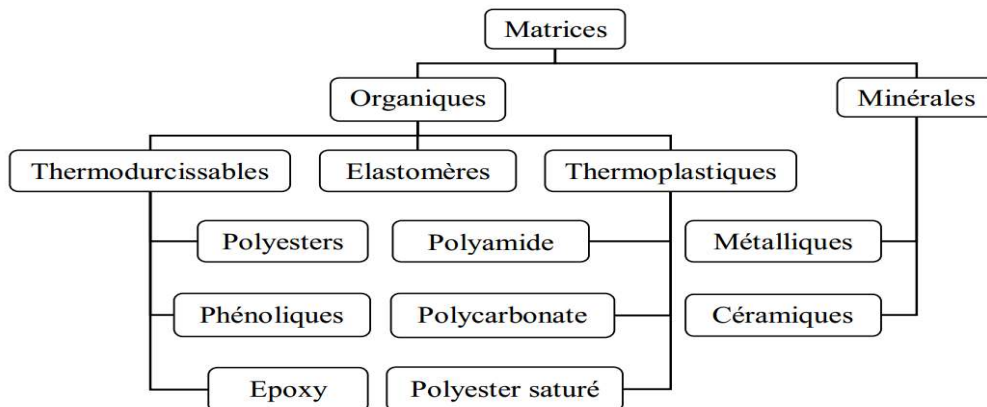 Matrices
Organiques
Minérales
Thermodurcissables
Elastomères
Thermoplastiques
Polyesters
Polyamide
Métalliques
Phénoliques
Polycarbonate
Céramiques
Epoxy
Polyester saturé